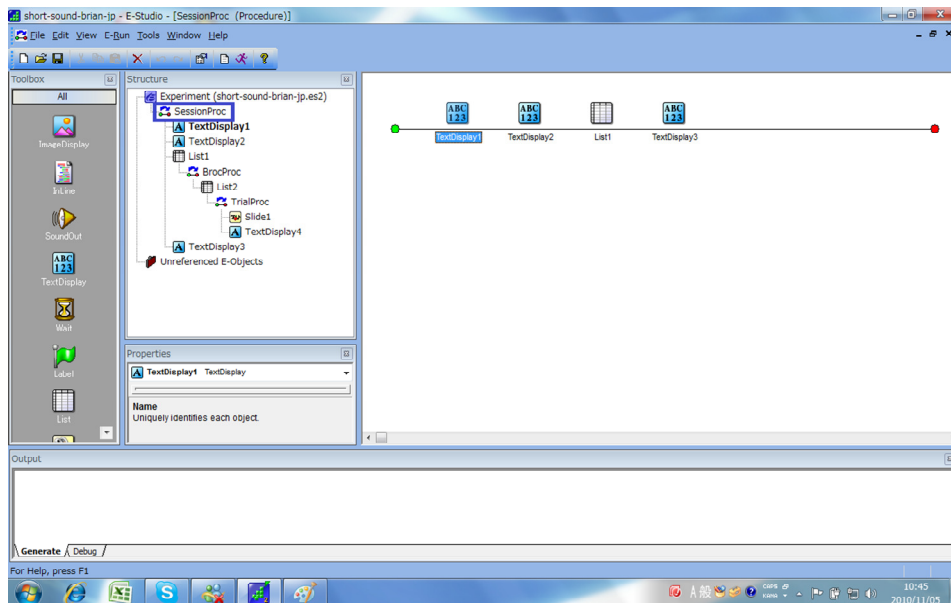 short-sound-brian-jp - E-Studio - [SessionProc (Procedure)]
File Edit View E-Run Tools Window Help
Toolbox
All
ImageDisplay
InLine
SoundOut
ABC
123
TextDisplay
Wait
Label
List
Structure
Experiment (short-sound-brian-jp.es2)
SessionProc
TextDisplay1
TextDisplay2
List1
BrocProc
List2
TrialProc
Slide1
TextDisplay4
TextDisplay3
Unreferenced E-Objects
Properties
TextDisplay1 TextDisplay
Name
Uniquely identifies each object.
ABC
123
ABC
123
ABC
123
TextDisplay1 TextDisplay2 List1 TextDisplay3
Output
Generate Debug
For Help, press F1
A 般 CAPS KANA 10:45
2010/11/05